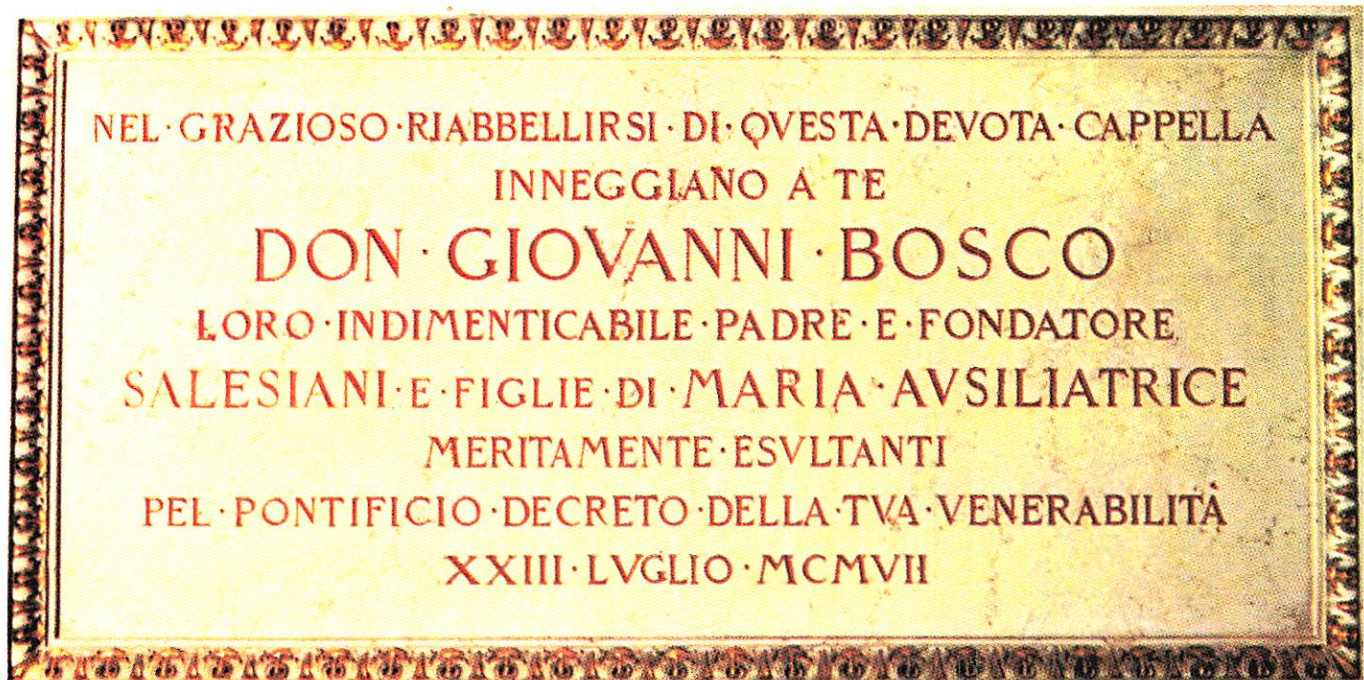 NEL·GRAZIOSO·RIABBELLIRSI·DI·QVESTA·DEVOTA·CAPPELLA
INNEGGIANO A TE
DON·GIOVANNI·BOSCO
LORO·INDIMENTICABILE·PADRE·E·FONDATORE
SALESIANI·E·FIGLIE·DI·MARIA·AVSILIATRICE
MERITAMENTE·ESVLTANTI
PEL·PONTIFICIO·DECRETO·DELLA·TVA·VENERABILITÀ
XXIII·LVGLIO·MCMVII